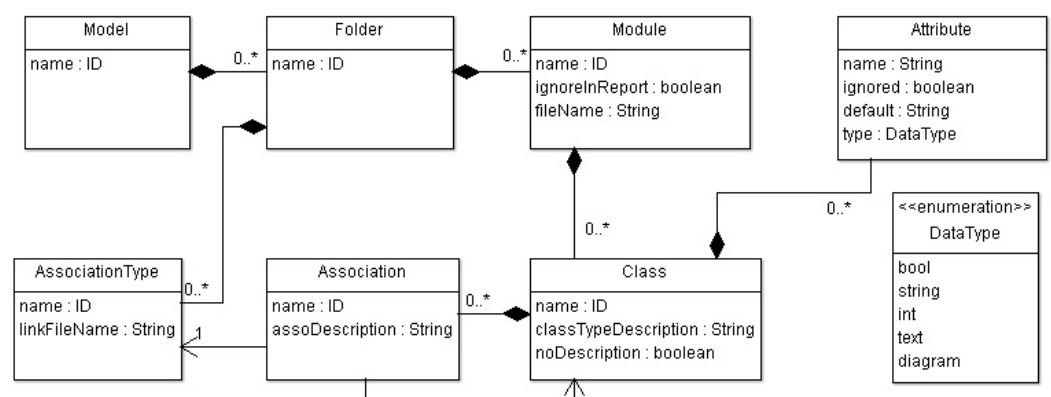 Model
name : ID
0..*
Folder
name : ID
0..*
Module
name : ID
ignoreInReport : boolean
fileName : String
Attribute
name : String
ignored : boolean
default : String
type : DataType
0..*
0..*
<<enumeration>>
DataType
bool
string
int
text
diagram
AssociationType
name : ID
linkFileName : String
0..*
1
Association
name : ID
assoDescription : String
0..*
Class
name : ID
classTypeDescription : String
noDescription : boolean